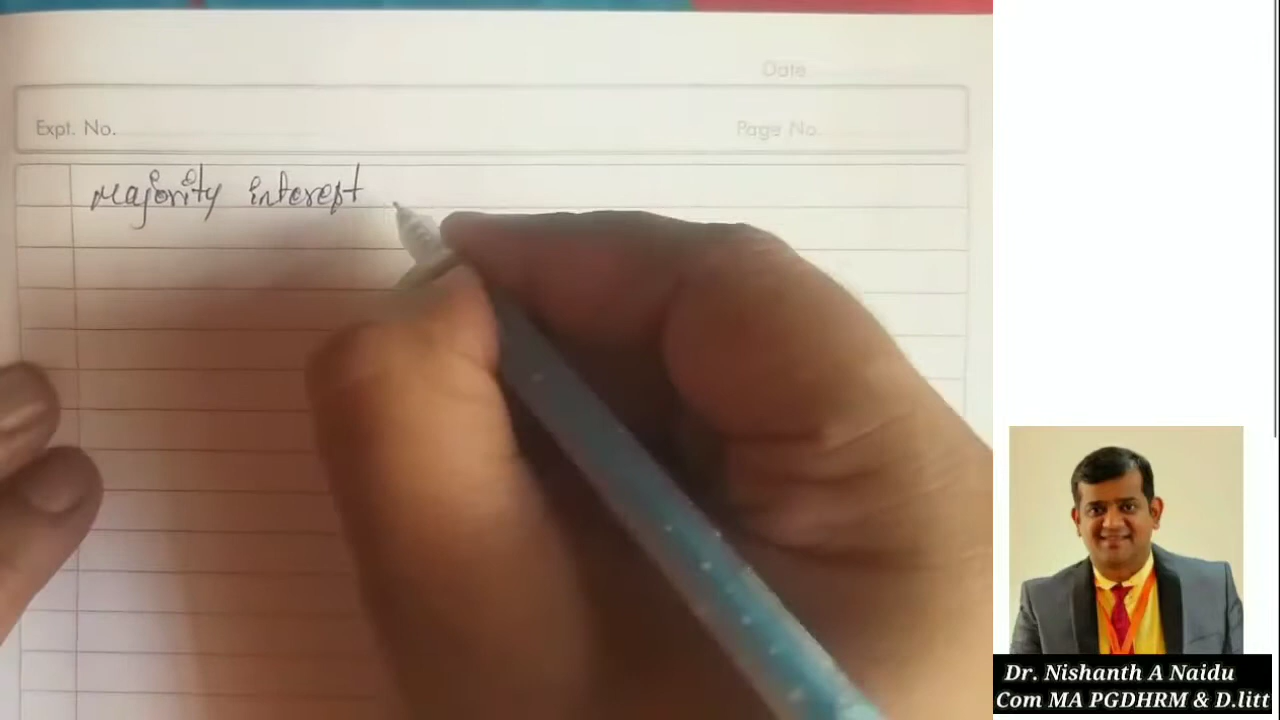 Date
Expt. No.
Page No.
Majority interest
Dr. Nishanth A Naidu
Com MA PGDHRM & D.litt